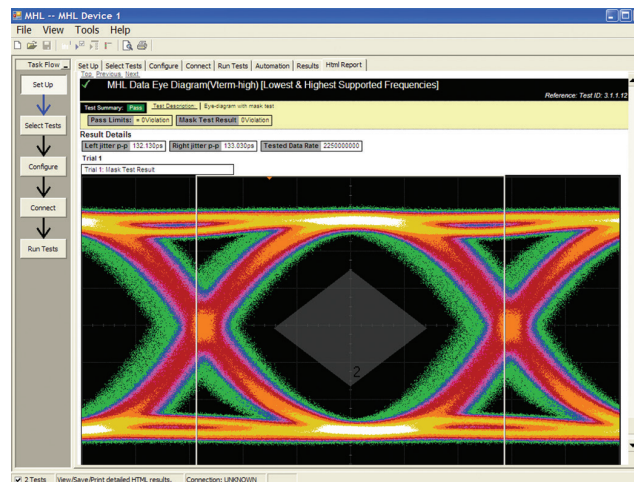 MHL -- MHL Device 1
File View Tools Help
Task Flow
Set Up
Select Tests
Configure
Connect
Run Tests
Set Up Select Tests Configure Connect Run Tests Automation Results Html Report
Top Previous Next
MHL Data Eye Diagram(Vterm-high) [Lowest & Highest Supported Frequencies]
Reference: Test ID: 3.1.1.12
Test Summary: Pass Test Description: Eye-diagram with mask test
Pass Limits: = 0Violation Mask Test Result 0Violation
Result Details
Left jitter p-p 132.130ps Right jitter p-p 133.030ps Tested Data Rate 2250000000
Trial 1
Trial 1: Mask Test Result
2
2 Tests View/Save/Print detailed HTML results. Connection: UNKNOWN